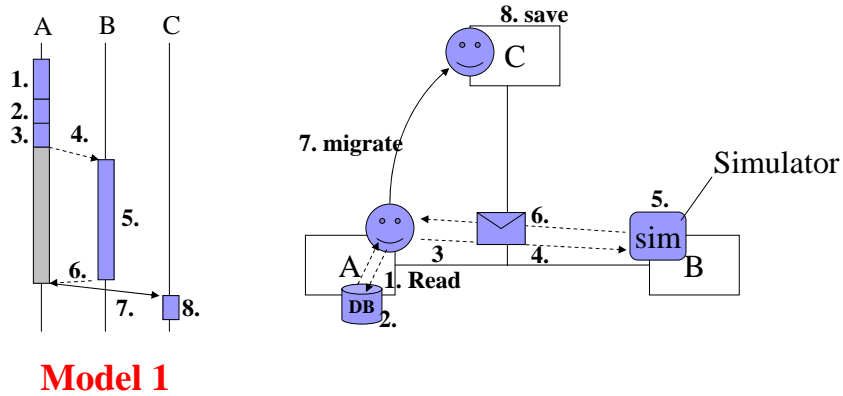 A B C
1.
2.
3.
4.
5.
6.
7.
8.
8. save
C
7. migrate
Simulator
5.
6.
sim
A
3
4.
B
1. Read
DB
2.
Model 1